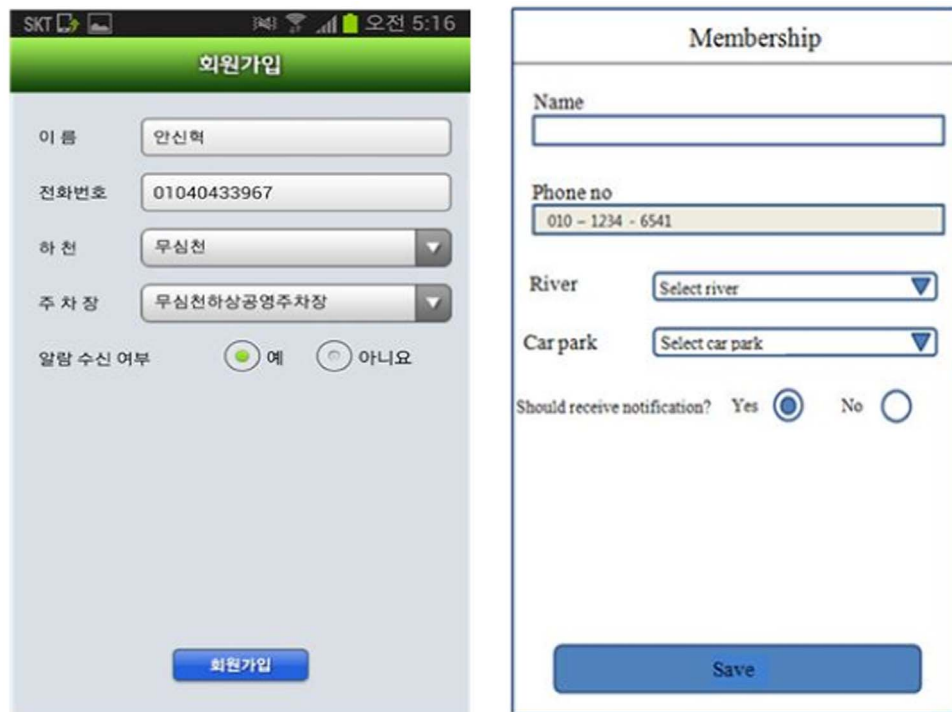 SKT 오전 5:16
회원가입
이 름 안신혁
전화번호 01040433967
하 천 무심천
주 차 장 무심천하상공영주차장
알람 수신 여부 예 아니요
회원가입
Membership
Name
Phone no
010 – 1234 - 6541
River Select river
Car park Select car park
Should receive notification? Yes No
Save